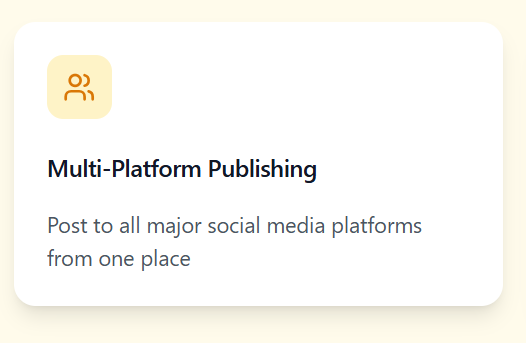 Multi-Platform Publishing
Post to all major social media platforms
from one place